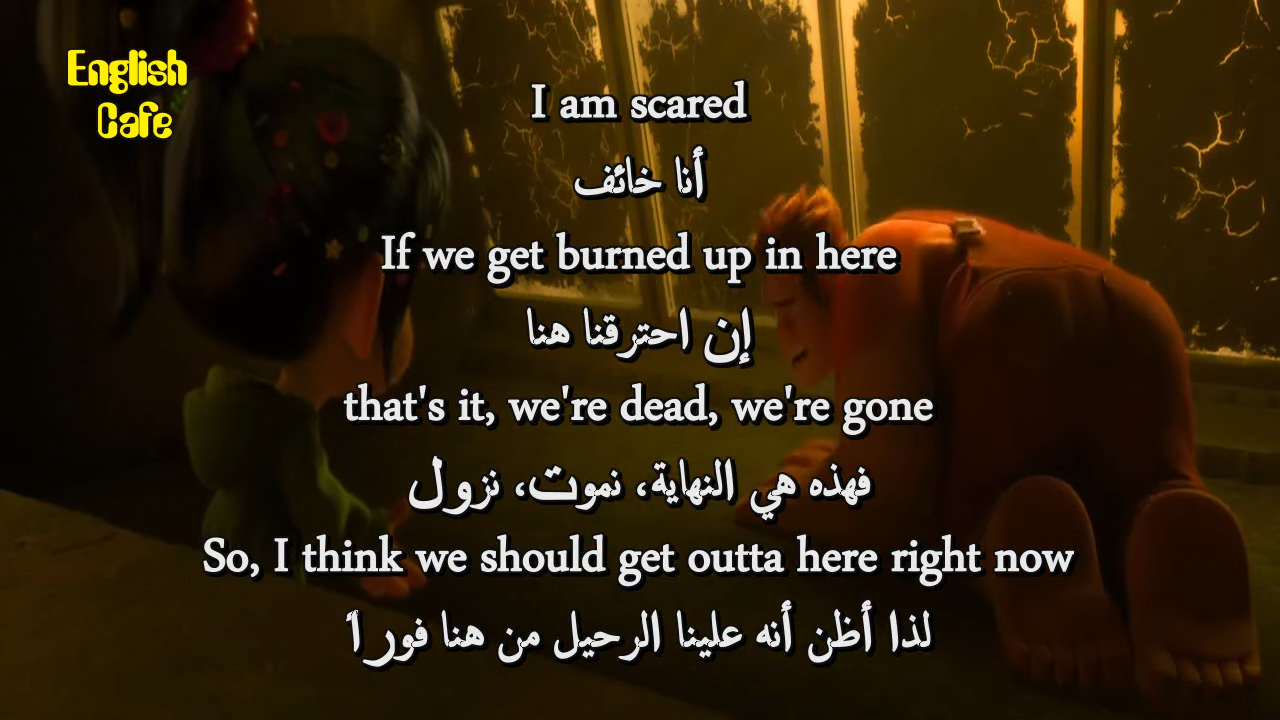 English
Cafe
I am scared
أنا خائف
If we get burned up in here
إن احترقنا هنا
that's it, we're dead, we're gone
فهذه هي النهاية، نموت، نزول
So, I think we should get outta here right now
لذا أظن أنه علينا الرحيل من هنا فوراً